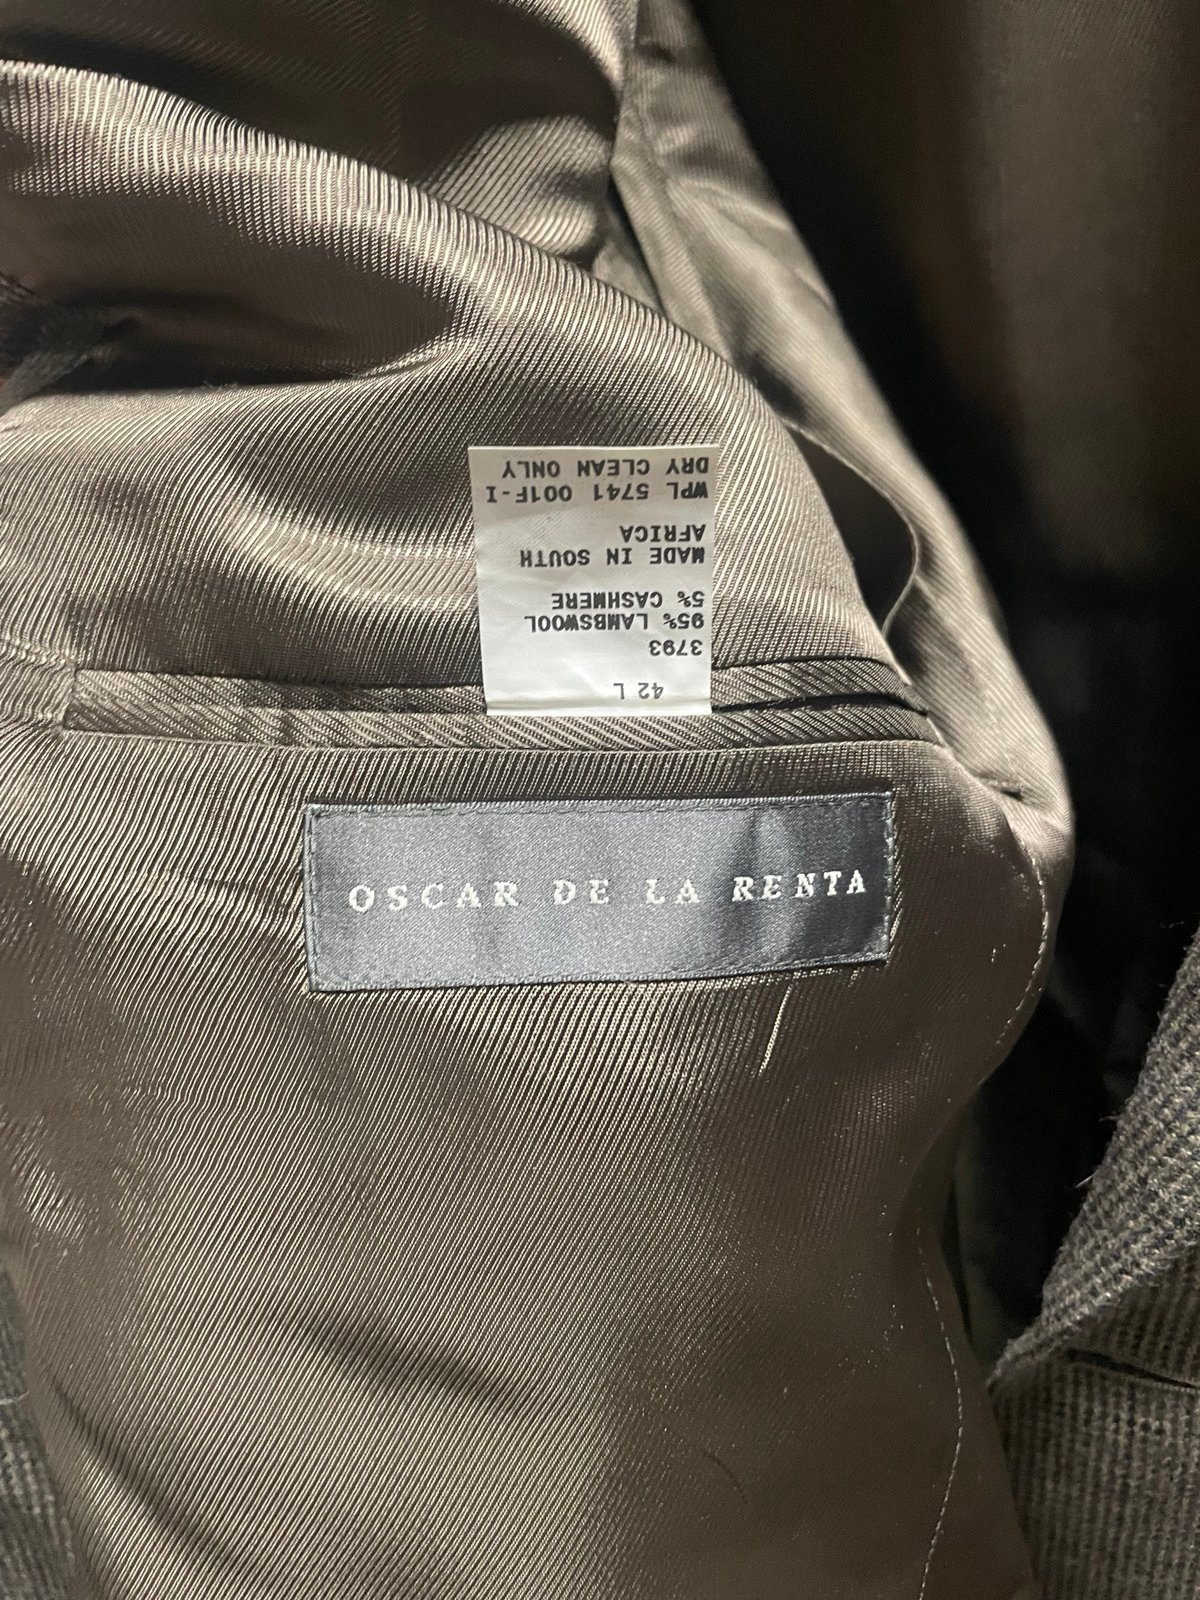 42 L
3793
95% LAMBSWOOL
5% CASHMERE
MADE IN SOUTH
AFRICA
WPL 5741 001F-I
DRY CLEAN ONLY
OSCAR DE LA RENTA